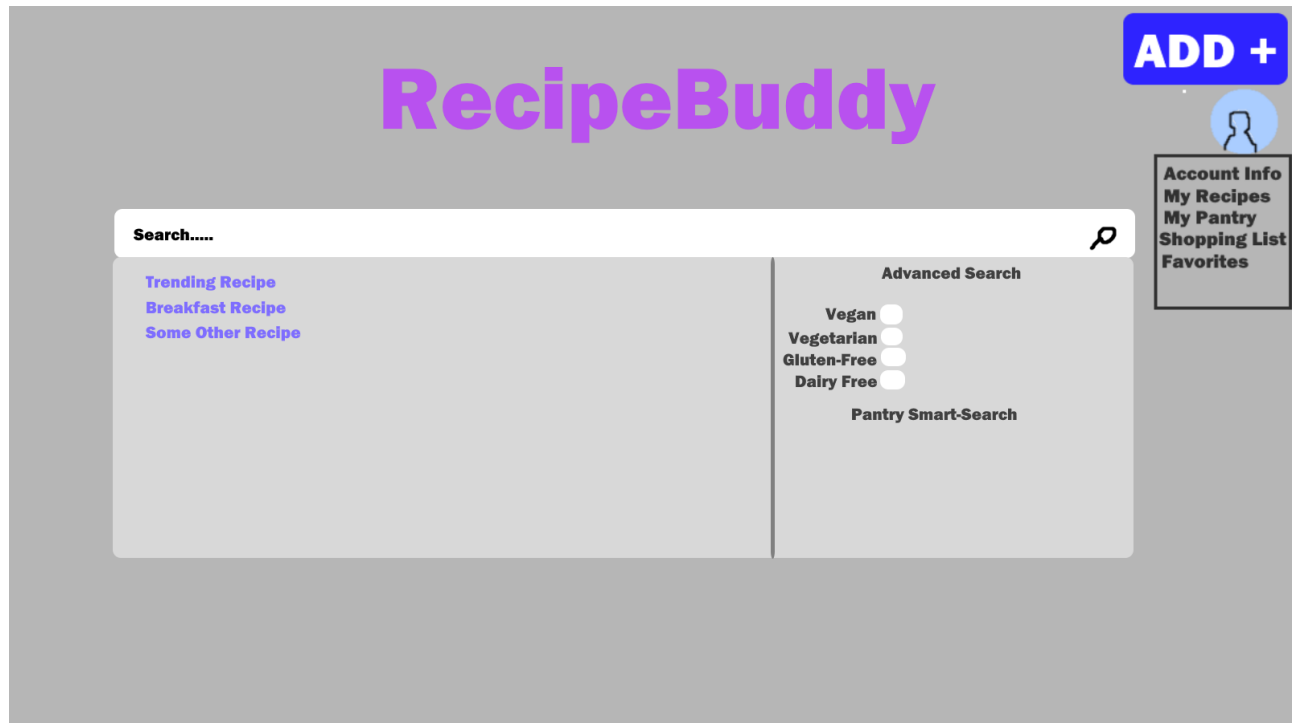 ADD +
RecipeBuddy
Account Info
My Recipes
My Pantry
Shopping List
Favorites
Search.....
Trending Recipe
Breakfast Recipe
Some Other Recipe
Advanced Search
Vegan
Vegetarian
Gluten-Free
Dairy Free
Pantry Smart-Search